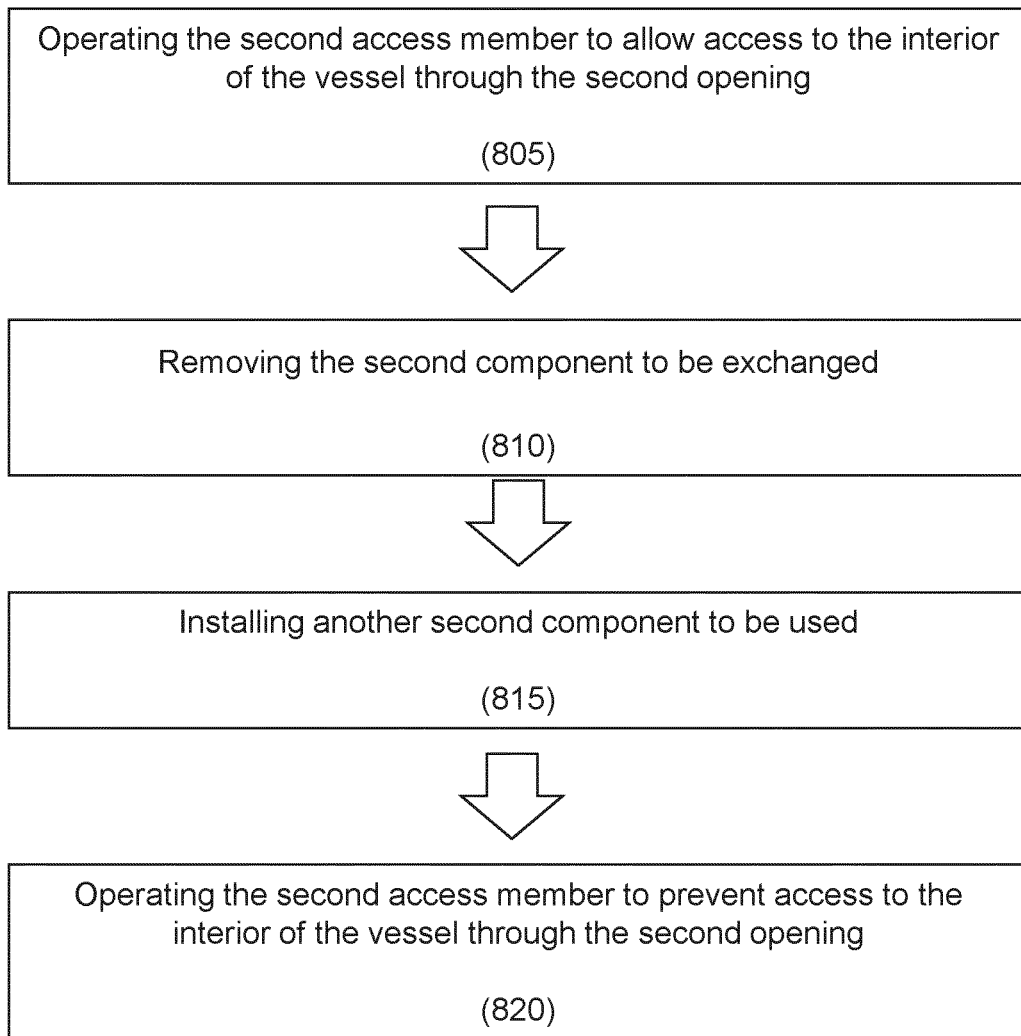 Operating the second access member to allow access to the interior
of the vessel through the second opening
(805)
Removing the second component to be exchanged
(810)
Installing another second component to be used
(815)
Operating the second access member to prevent access to the
interior of the vessel through the second opening
(820)